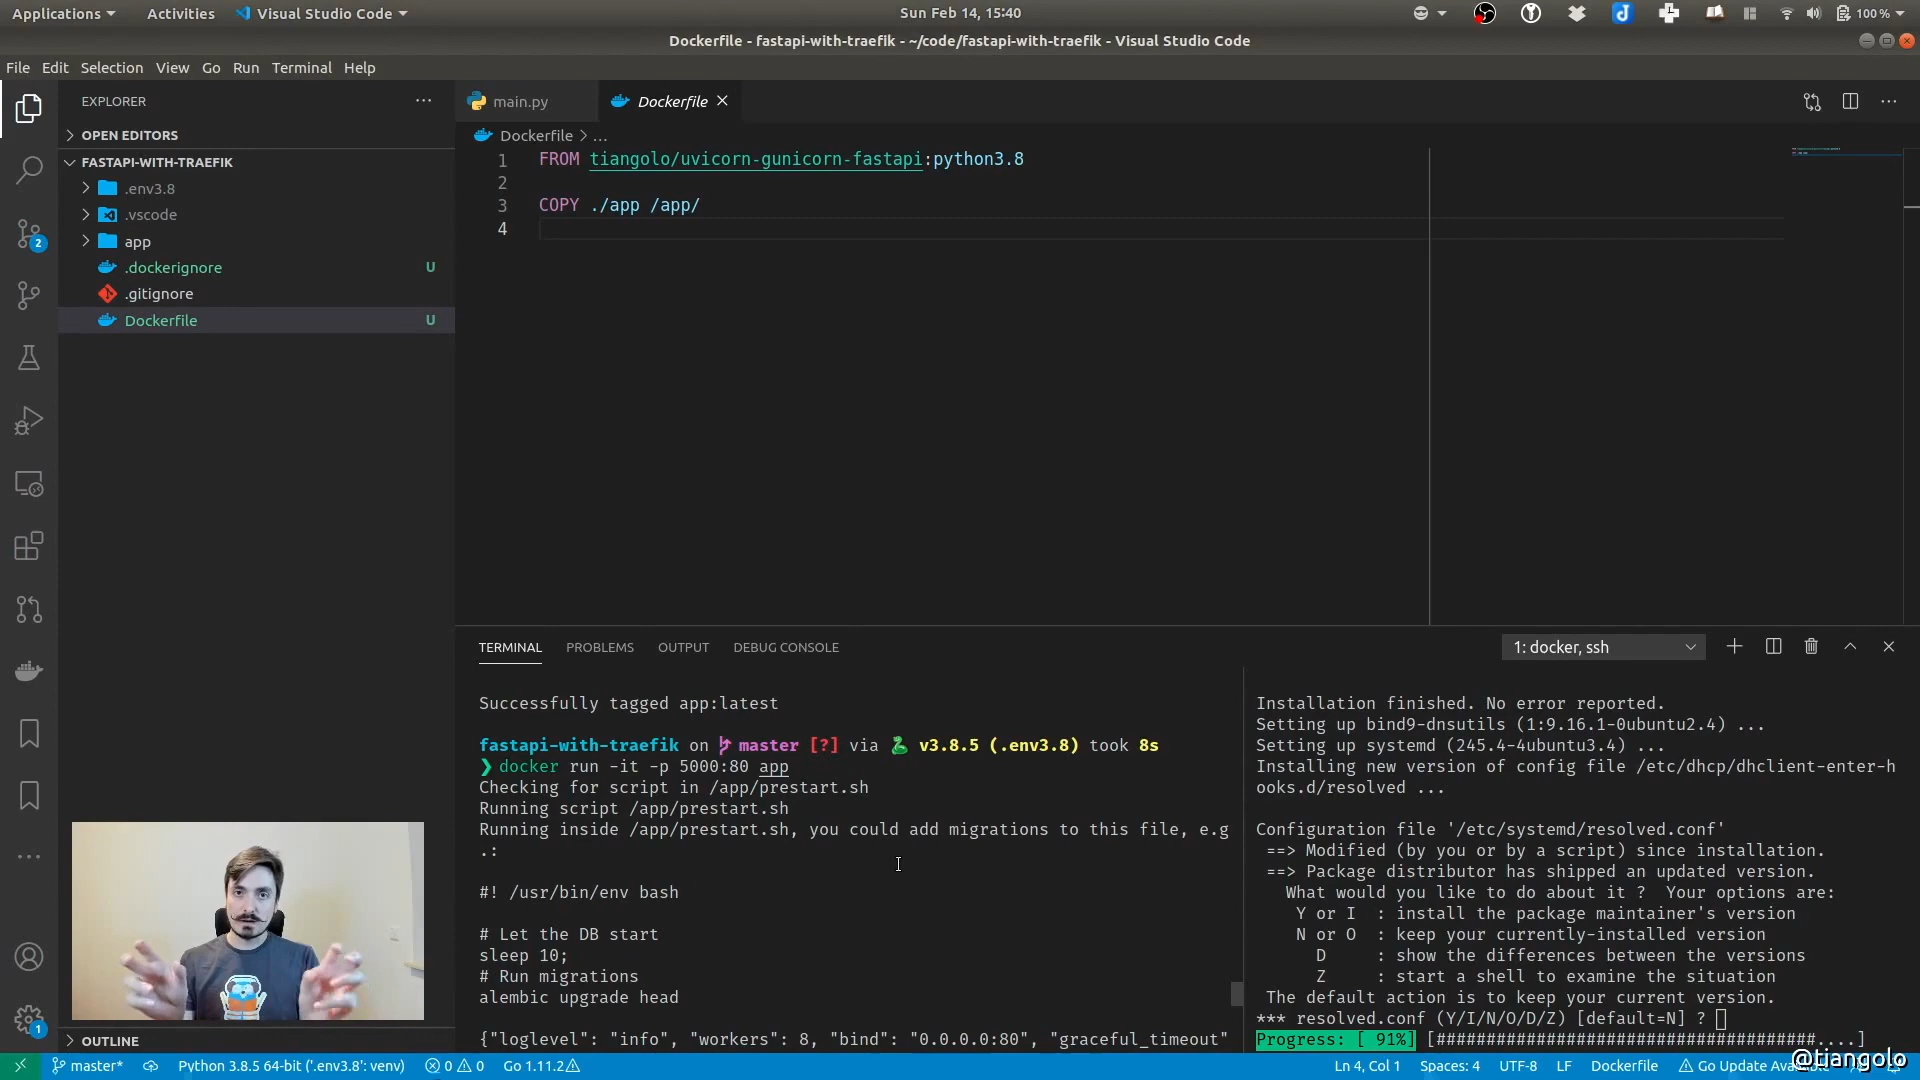 Applications
Activities
Visual Studio Code
Sun Feb 14, 15:40
100 %
Dockerfile - fastapi-with-traefik - ~/code/fastapi-with-traefik - Visual Studio Code
File Edit Selection View Go Run Terminal Help
EXPLORER
OPEN EDITORS
FASTAPI-WITH-TRAEFIK
.env3.8
.vscode
app
.dockerignore U
.gitignore
Dockerfile U
OUTLINE
2
1
main.py
Dockerfile
Dockerfile > ...
1 FROM tiangolo/uvicorn-gunicorn-fastapi:python3.8
2
3 COPY ./app /app/
4
TERMINAL PROBLEMS OUTPUT DEBUG CONSOLE
1: docker, ssh
Successfully tagged app:latest
fastapi-with-traefik on master [?] via v3.8.5 (.env3.8) took 8s
❯ docker run -it -p 5000:80 app
Checking for script in /app/prestart.sh
Running script /app/prestart.sh
Running inside /app/prestart.sh, you could add migrations to this file, e.g
.:
#! /usr/bin/env bash
# Let the DB start
sleep 10;
# Run migrations
alembic upgrade head
{"loglevel": "info", "workers": 8, "bind": "0.0.0.0:80", "graceful_timeout"
Installation finished. No error reported.
Setting up bind9-dnsutils (1:9.16.1-0ubuntu2.4) ...
Setting up systemd (245.4-4ubuntu3.4) ...
Installing new version of config file /etc/dhcp/dhclient-enter-h
ooks.d/resolved ...
Configuration file '/etc/systemd/resolved.conf'
==> Modified (by you or by a script) since installation.
==> Package distributor has shipped an updated version.
What would you like to do about it ? Your options are:
Y or I : install the package maintainer's version
N or O : keep your currently-installed version
D : show the differences between the versions
Z : start a shell to examine the situation
The default action is to keep your current version.
*** resolved.conf (Y/I/N/O/D/Z) [default=N] ?
Progress: [ 91%] [######################################....]
master* Python 3.8.5 64-bit ('.env3.8': venv) 0 0 Go 1.11.2
Ln 4, Col 1 Spaces: 4 UTF-8 LF Dockerfile Go Update
@tiangolo